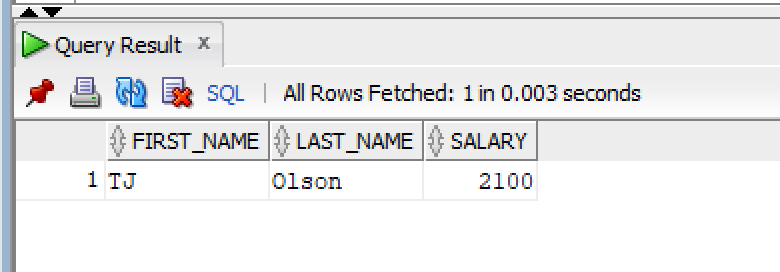 Query Result x
SQL | All Rows Fetched: 1 in 0.003 seconds
FIRST_NAME LAST_NAME SALARY
1 TJ Olson 2100